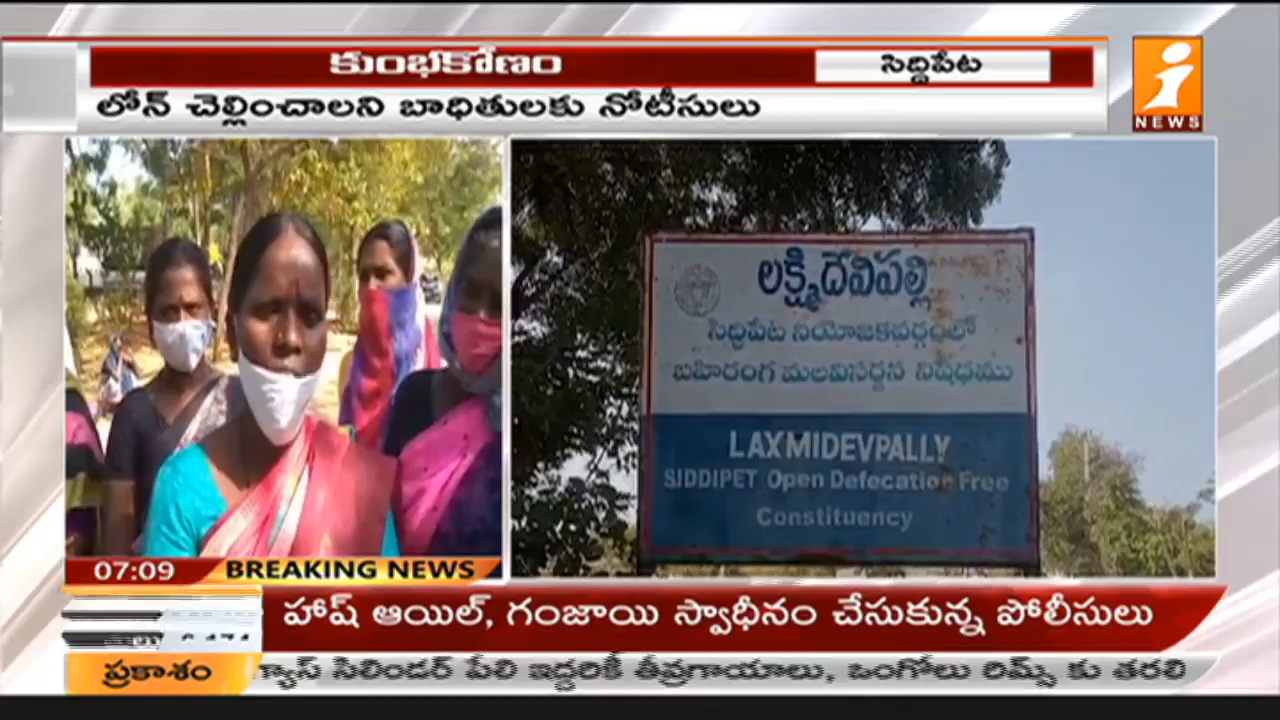 కుంభకోణం
సిద్దిపేట
లోన్ చెల్లించాలని బాధితులకు నోటీసులు
i
NEWS
లక్ష్మిదేవిపల్లి
సిద్దిపేట నియోజకవర్గంలో
బహిరంగ మలవిసర్జన నిషేధము
LAXMIDEVPALLY
SIDDIPET Open Defecation Free
Constituency
07:09 BREAKING NEWS
హాష్ ఆయిల్, గంజాయి స్వాధీనం చేసుకున్న పోలీసులు
ప్రకాశం
గ్యాస్ సిలిండర్ పేలి ఇద్దరికీ తీవ్రగాయాలు, ఒంగోలు రిమ్స్ కు తరలి